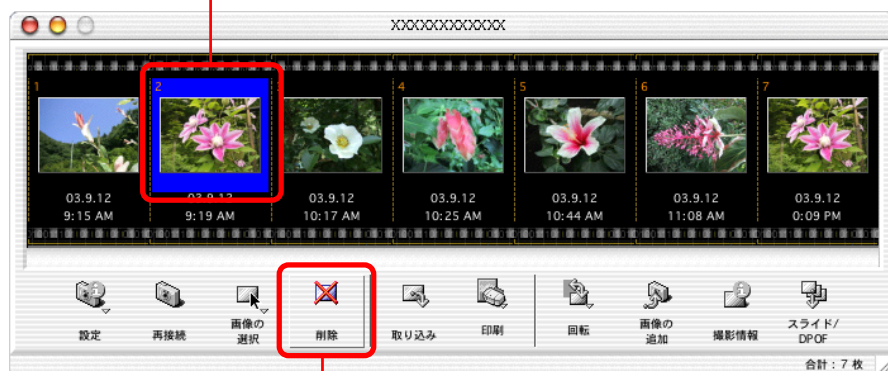 XXXXXXXXXXXXX
1
2
4
5
6
7
03.9.12
9:15 AM
03.9.12
9:19 AM
03.9.12
10:17 AM
03.9.12
10:25 AM
03.9.12
10:44 AM
03.9.12
11:08 AM
03.9.12
0:09 PM
設定
再接続
画像の
選択
削除
取り込み
印刷
回転
画像の
追加
撮影情報
スライド/
DPOF
合計：7 枚